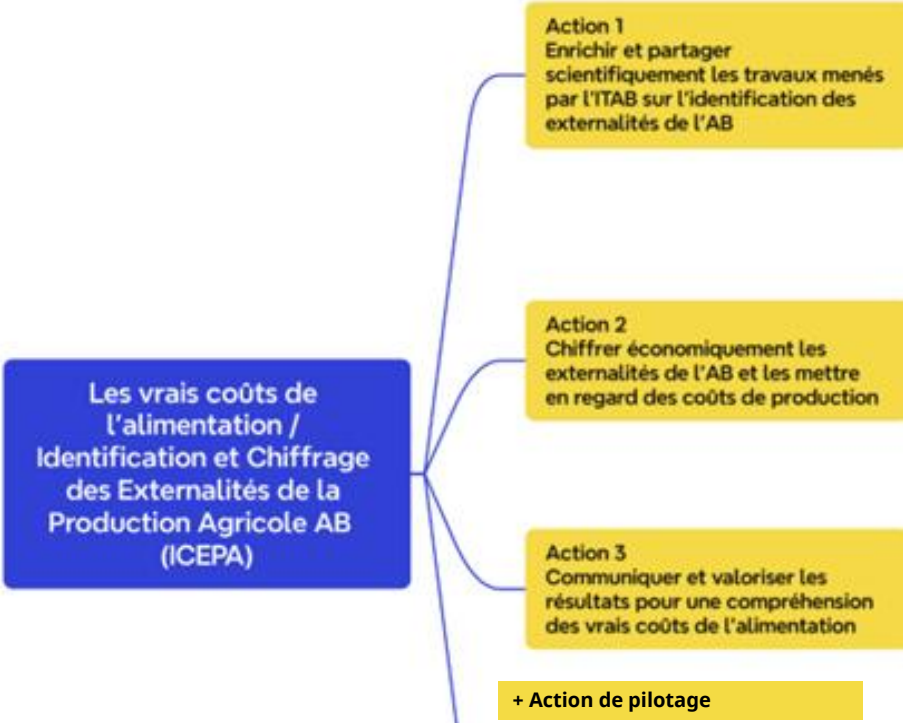 Action 1
Enrichir et partager
scientifiquement les travaux menés
par l'ITAB sur l'identification des
externalités de l'AB
Action 2
Chiffrer économiquement les
externalités de l'AB et les mettre
en regard des coûts de production
Les vrais coûts de
l'alimentation /
Identification et Chiffrage
des Externalités de la
Production Agricole AB
(ICEPA)
Action 3
Communiquer et valoriser les
résultats pour une compréhension
des vrais coûts de l'alimentation
+ Action de pilotage